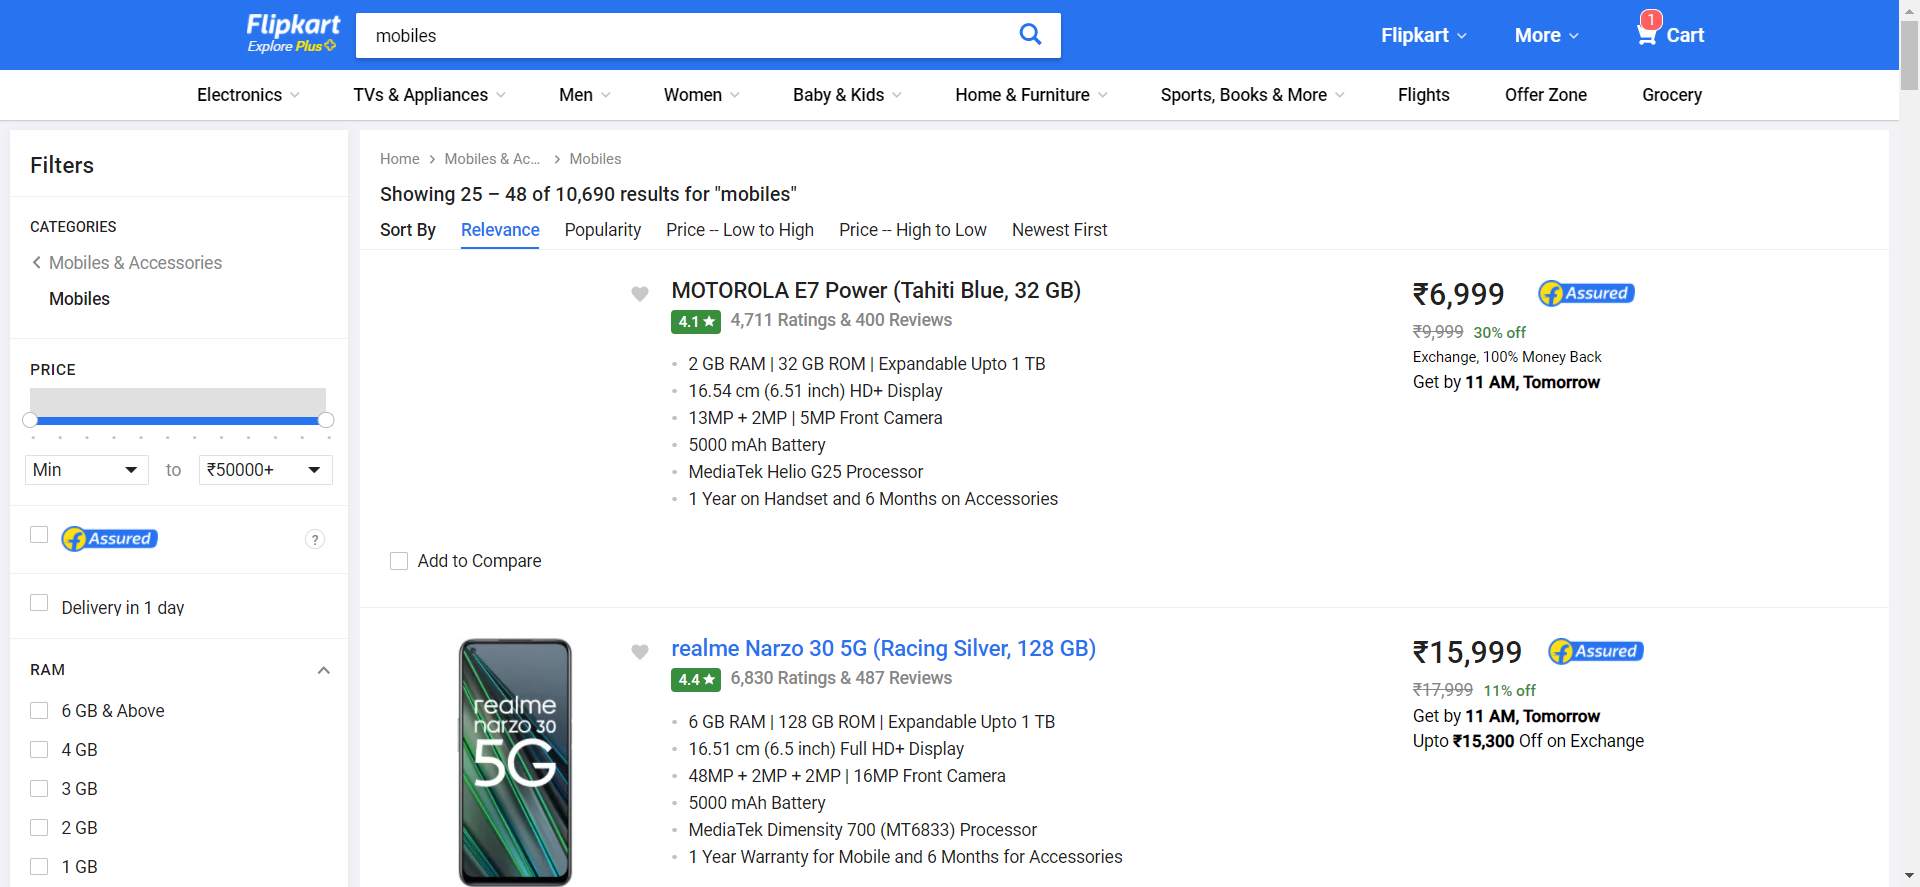 Flipkart
Explore Plus
mobiles
Flipkart
More
1
Cart
Electronics
TVs & Appliances
Men
Women
Baby & Kids
Home & Furniture
Sports, Books & More
Flights
Offer Zone
Grocery
Filters
CATEGORIES
Mobiles & Accessories
Mobiles
PRICE
Min
to
₹50000+
Assured
?
Delivery in 1 day
RAM
6 GB & Above
4 GB
3 GB
2 GB
1 GB
Home
Mobiles & Ac...
Mobiles
Showing 25 – 48 of 10,690 results for "mobiles"
Sort By
Relevance
Popularity
Price -- Low to High
Price -- High to Low
Newest First
MOTOROLA E7 Power (Tahiti Blue, 32 GB)
4.1 ★ 4,711 Ratings & 400 Reviews
2 GB RAM | 32 GB ROM | Expandable Upto 1 TB
16.54 cm (6.51 inch) HD+ Display
13MP + 2MP | 5MP Front Camera
5000 mAh Battery
MediaTek Helio G25 Processor
1 Year on Handset and 6 Months on Accessories
₹6,999
Assured
₹9,999 30% off
Exchange, 100% Money Back
Get by 11 AM, Tomorrow
Add to Compare
realme
narzo 30
5G
realme Narzo 30 5G (Racing Silver, 128 GB)
4.4 ★ 6,830 Ratings & 487 Reviews
6 GB RAM | 128 GB ROM | Expandable Upto 1 TB
16.51 cm (6.5 inch) Full HD+ Display
48MP + 2MP + 2MP | 16MP Front Camera
5000 mAh Battery
MediaTek Dimensity 700 (MT6833) Processor
1 Year Warranty for Mobile and 6 Months for Accessories
₹15,999
Assured
₹17,999 11% off
Get by 11 AM, Tomorrow
Upto ₹15,300 Off on Exchange